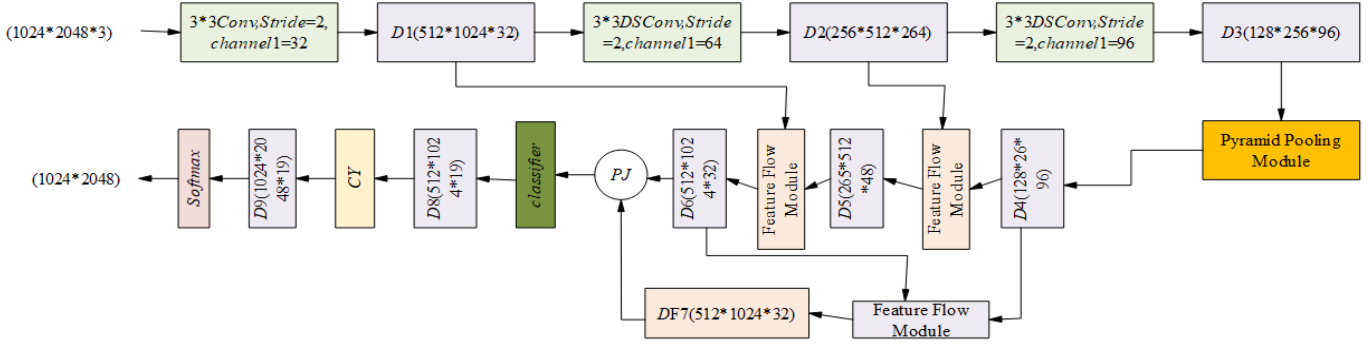 (1024*2048*3)
3*3Conv,Stride=2,
channel1=32
D1(512*1024*32)
3*3DSConv,Stride
=2,channel1=64
D2(256*512*264)
3*3DSConv,Stride
=2,channel1=96
D3(128*256*96)
Pyramid Pooling
Module
D4(128*26*
96)
Feature Flow
Module
D5(265*512
*48)
Feature Flow
Module
D6(512*102
4*32)
PJ
classifier
D8(512*102
4*19)
CY
D9(1024*20
48*19)
Softmax
(1024*2048)
DF7(512*1024*32)
Feature Flow
Module